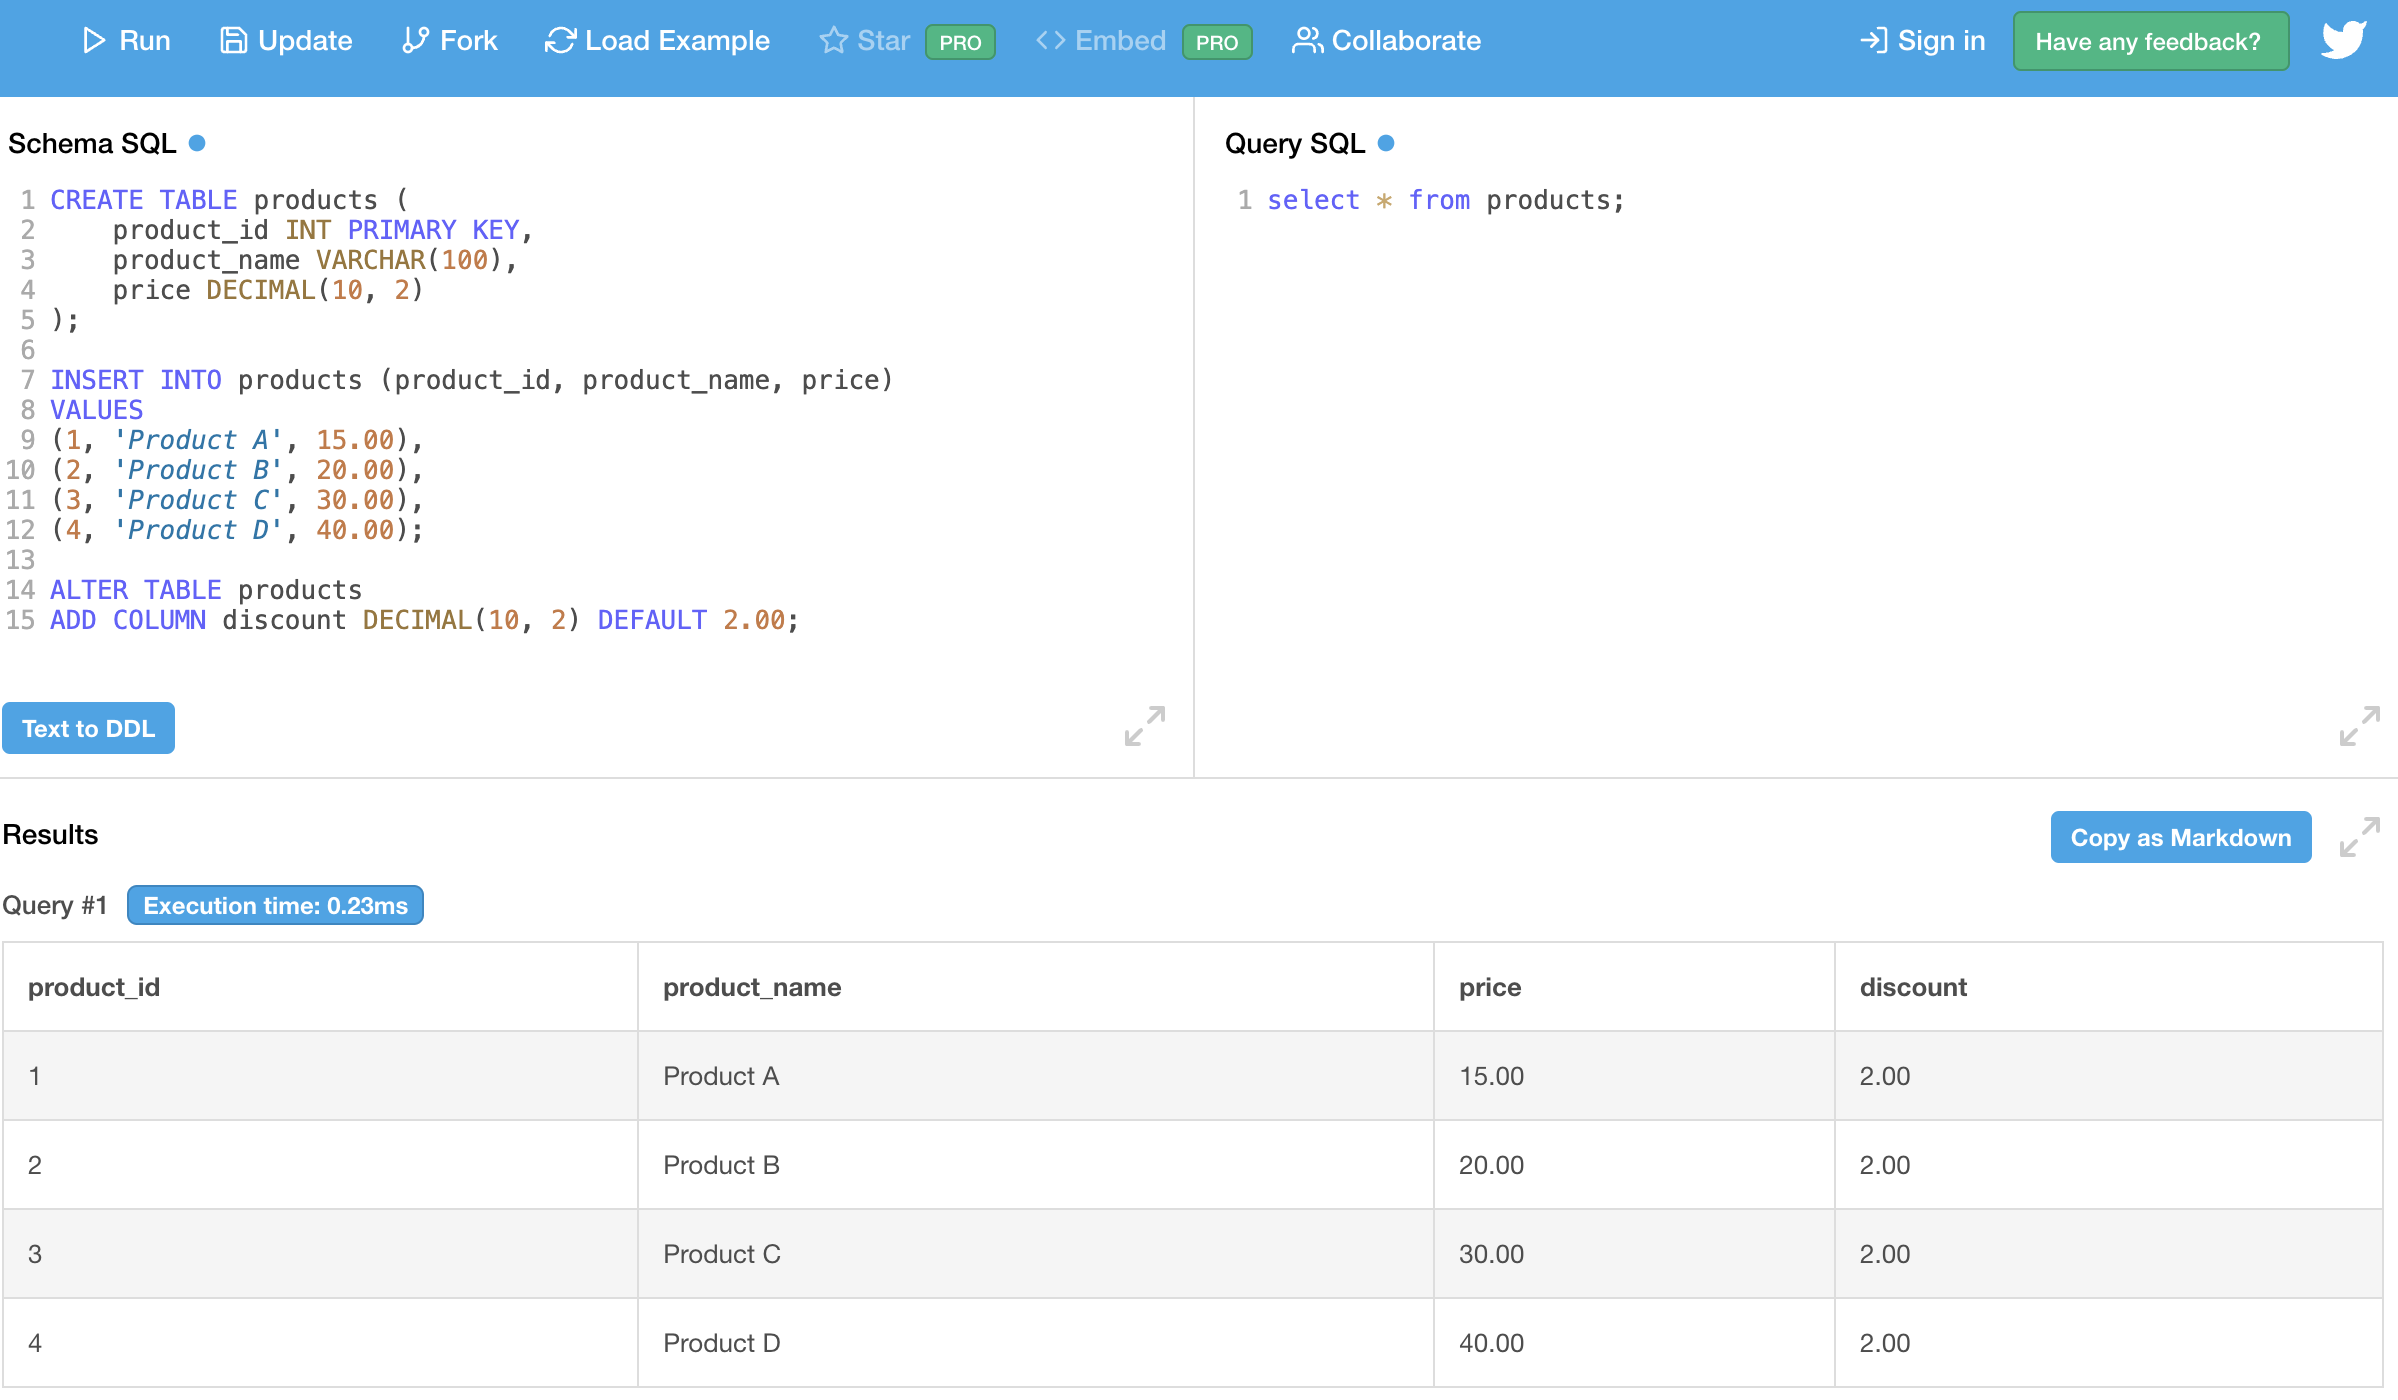 Run Update Fork Load Example Star PRO Embed PRO Collaborate Sign in Have any feedback?
Schema SQL
1 CREATE TABLE products (
2     product_id INT PRIMARY KEY,
3     product_name VARCHAR(100),
4     price DECIMAL(10, 2)
5 );
6
7 INSERT INTO products (product_id, product_name, price)
8 VALUES
9 (1, 'Product A', 15.00),
10 (2, 'Product B', 20.00),
11 (3, 'Product C', 30.00),
12 (4, 'Product D', 40.00);
13
14 ALTER TABLE products
15 ADD COLUMN discount DECIMAL(10, 2) DEFAULT 2.00;
Text to DDL
Query SQL
1 select * from products;
Results
Copy as Markdown
Query #1 Execution time: 0.23ms
product_id product_name price discount
1 Product A 15.00 2.00
2 Product B 20.00 2.00
3 Product C 30.00 2.00
4 Product D 40.00 2.00